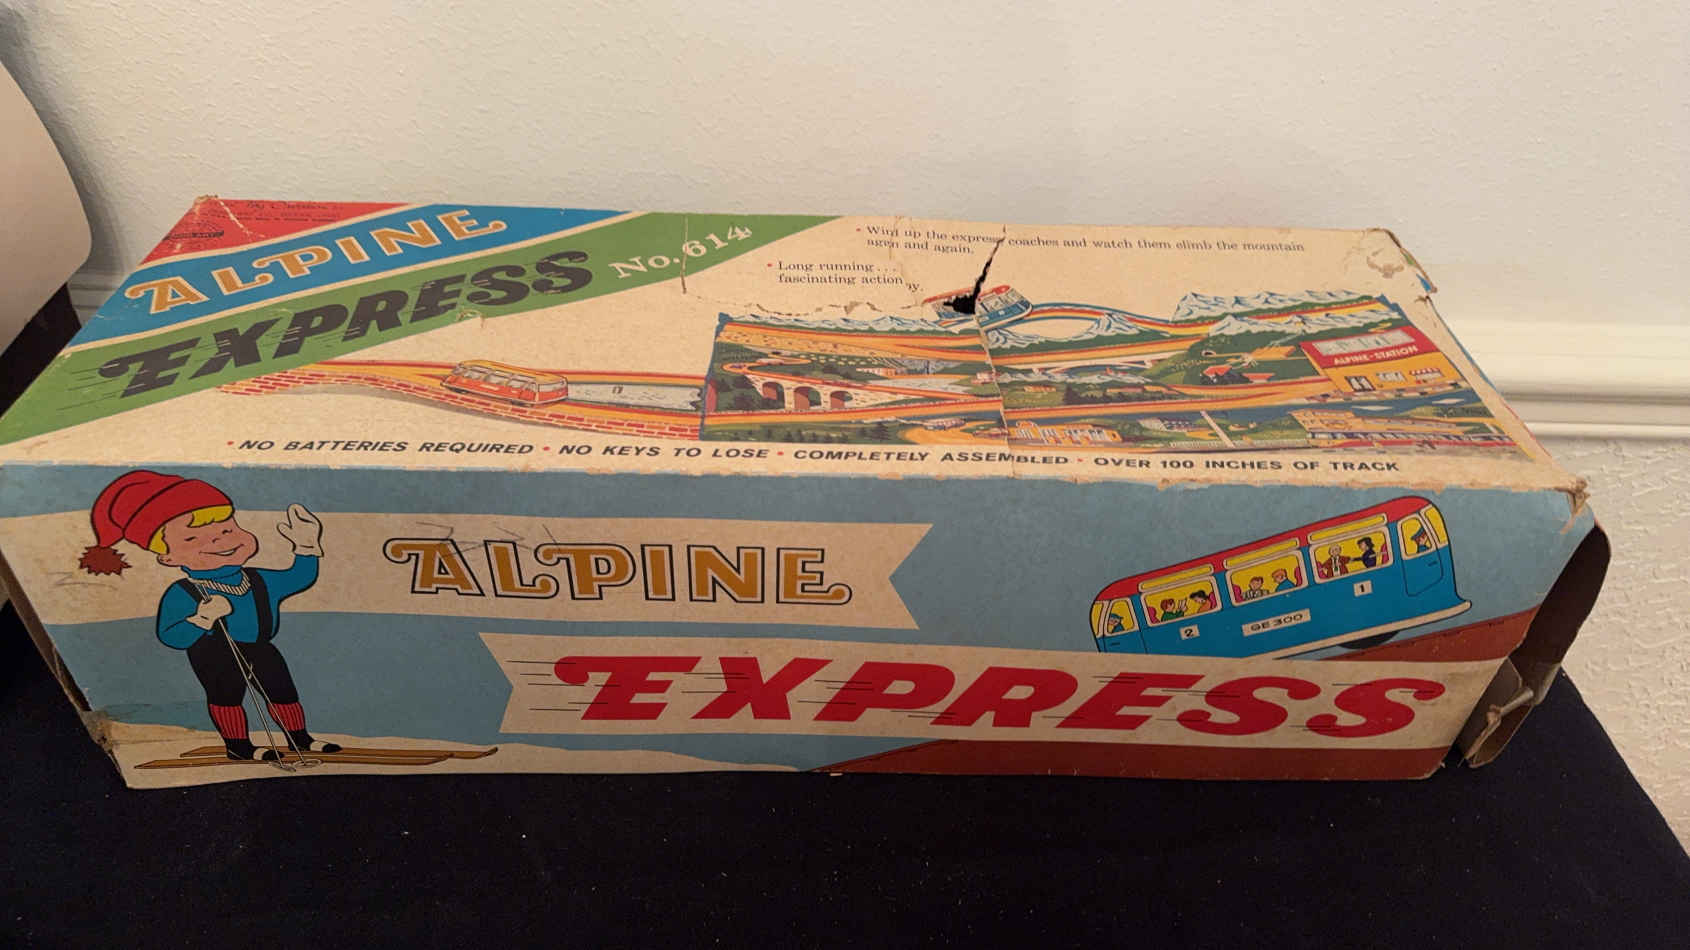 ALPINE
EXPRESS No. 614
• Wind up the express coaches and watch them climb the mountain
again and again.
• Long running . . .
fascinating action
ay.
ALPINE-STATION
• NO BATTERIES REQUIRED • NO KEYS TO LOSE • COMPLETELY ASSEMBLED • OVER 100 INCHES OF TRACK
ALPINE
EXPRESS
2
GE 300
1